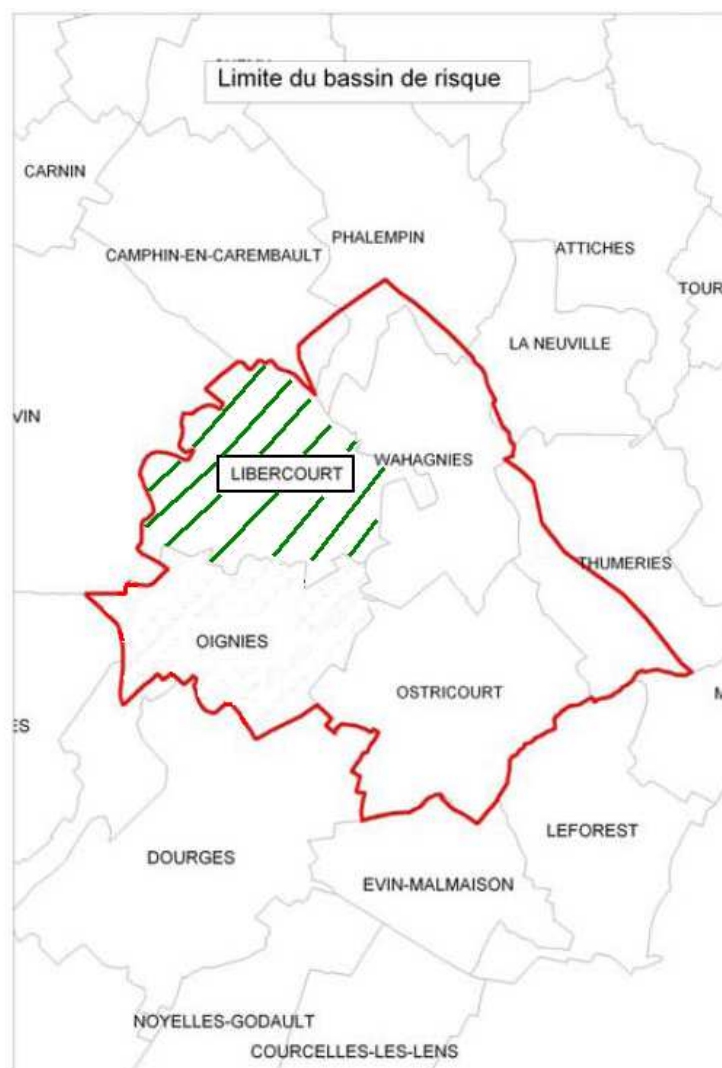 Limite du bassin de risque
CARNIN
PHALEMPIN
CAMPHIN-EN-CAREMBAULT
ATTICHES
TOUR
LA NEUVILLE
VIN
WAHAGNIES
LIBERCOURT
THUMERIES
OIGNIES
OSTRICOURT
M
ES
LEFOREST
DOURGES
EVIN-MALMAISON
NOYELLES-GODAULT
COURCELLES-LES-LENS